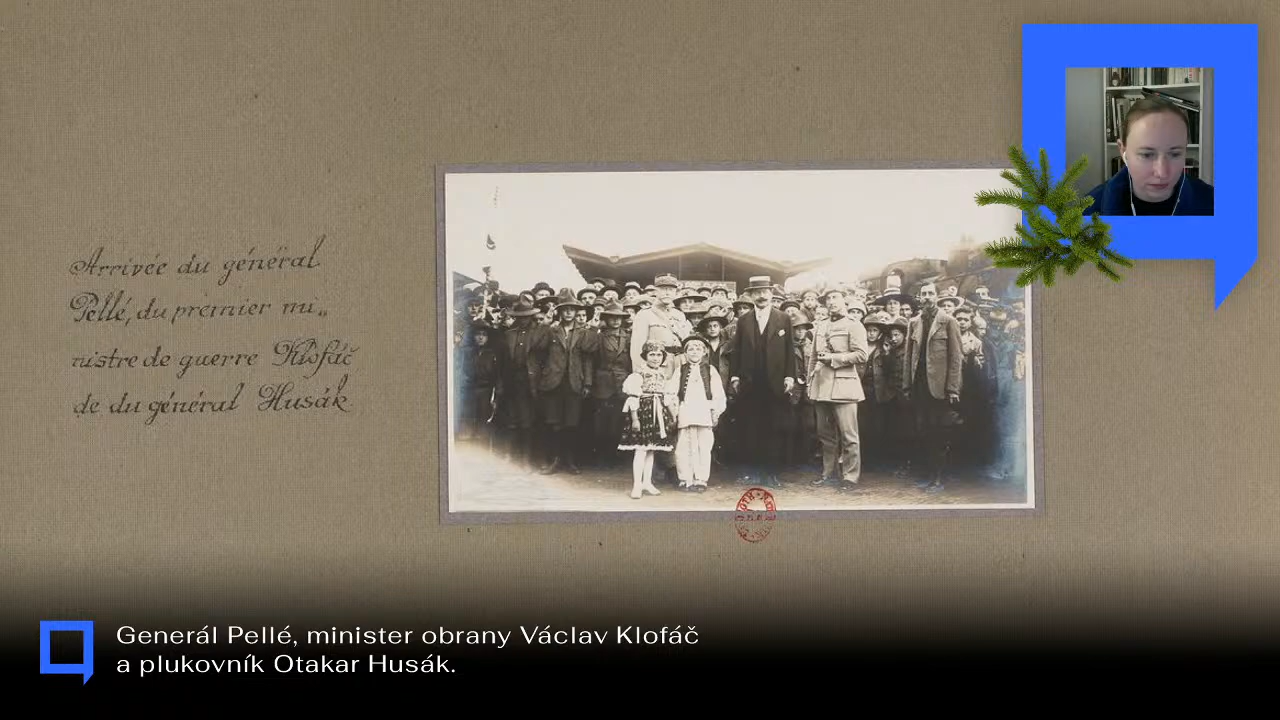 Arrivée du général
Pellé, du premier mi„
nistre de guerre Klofáč
de du général Husák
Generál Pellé, minister obrany Václav Klofáč
a plukovník Otakar Husák.